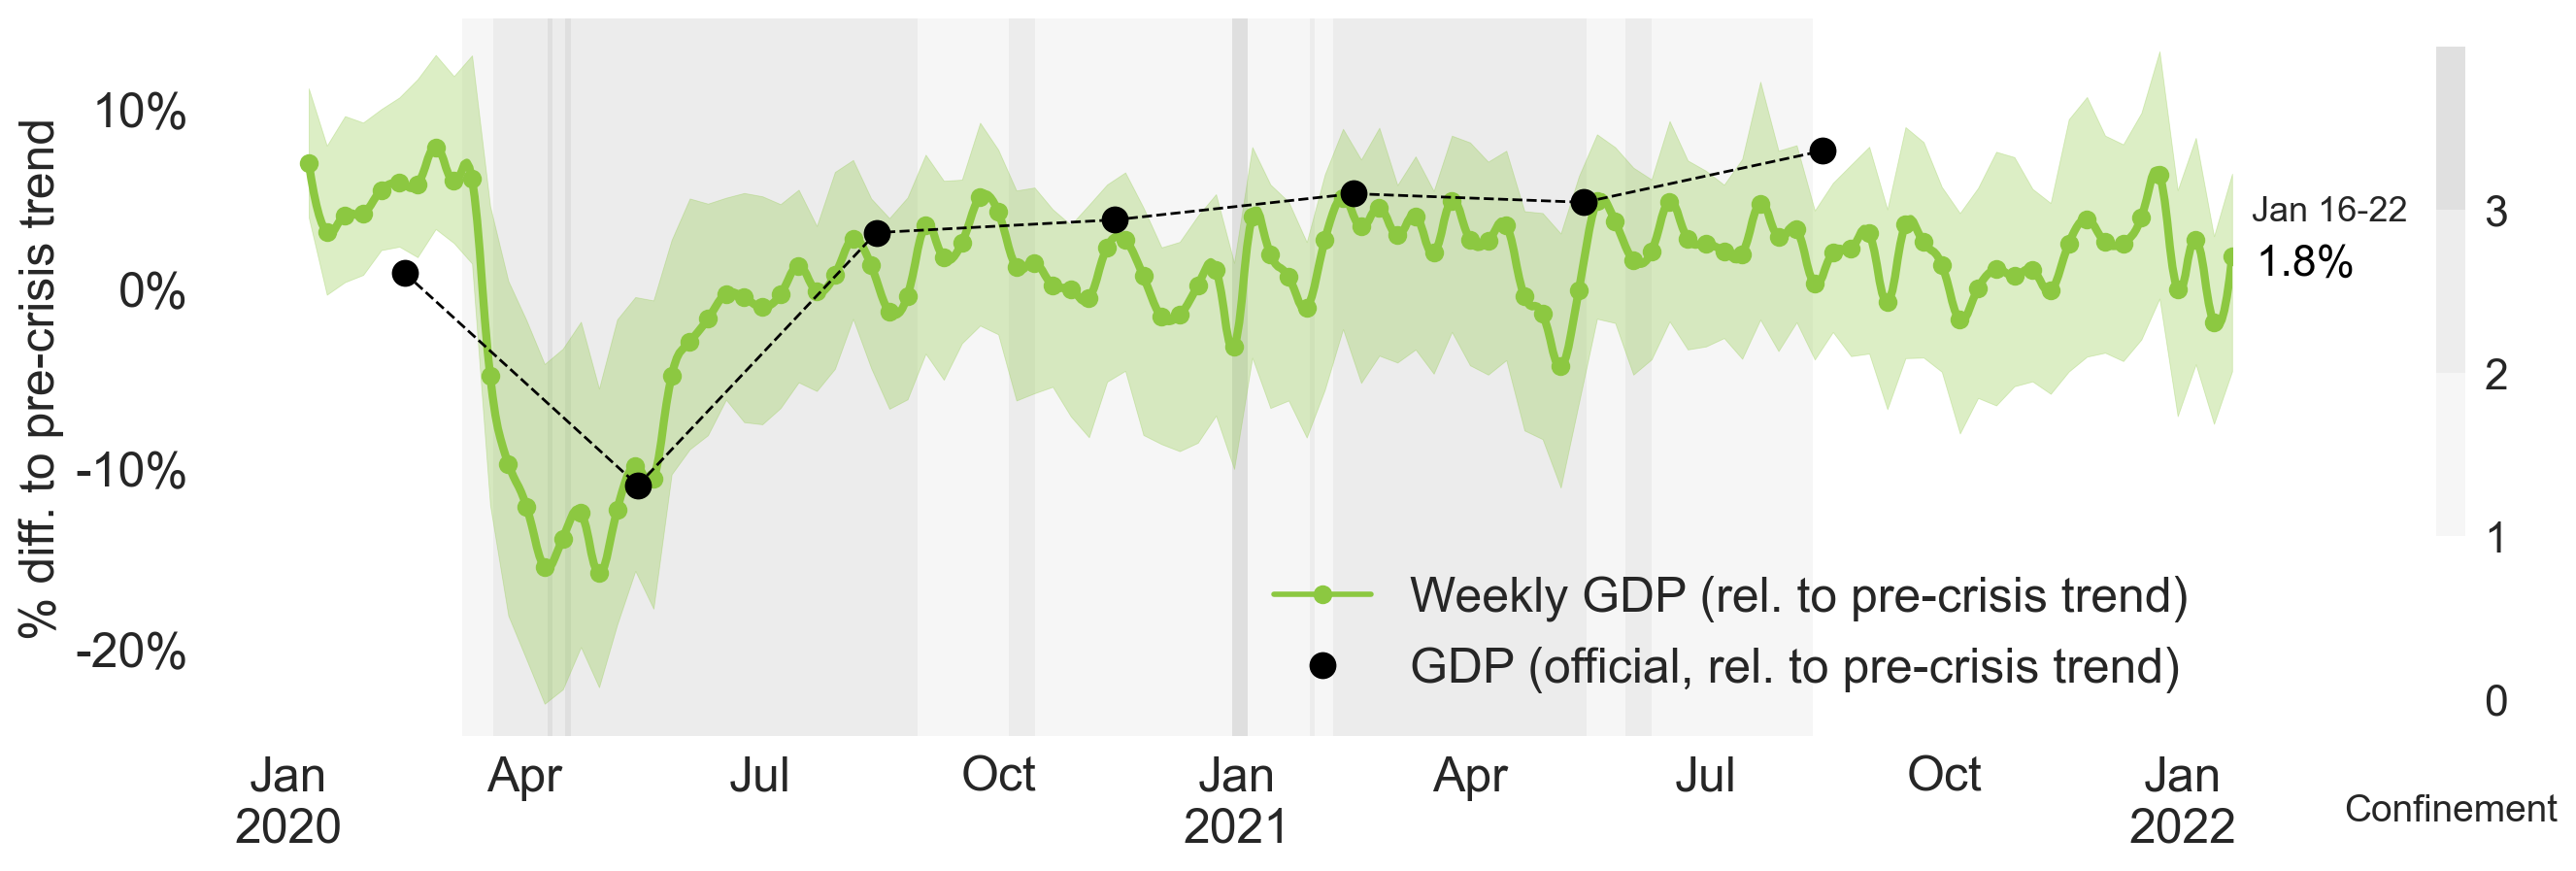 % diff. to pre-crisis trend
10%
0%
-10%
-20%
Jan 16-22
1.8%
Weekly GDP (rel. to pre-crisis trend)
GDP (official, rel. to pre-crisis trend)
3
2
1
0
Jan Apr Jul Oct Jan Apr Jul Oct Jan
2020 2021 2022
Confinement